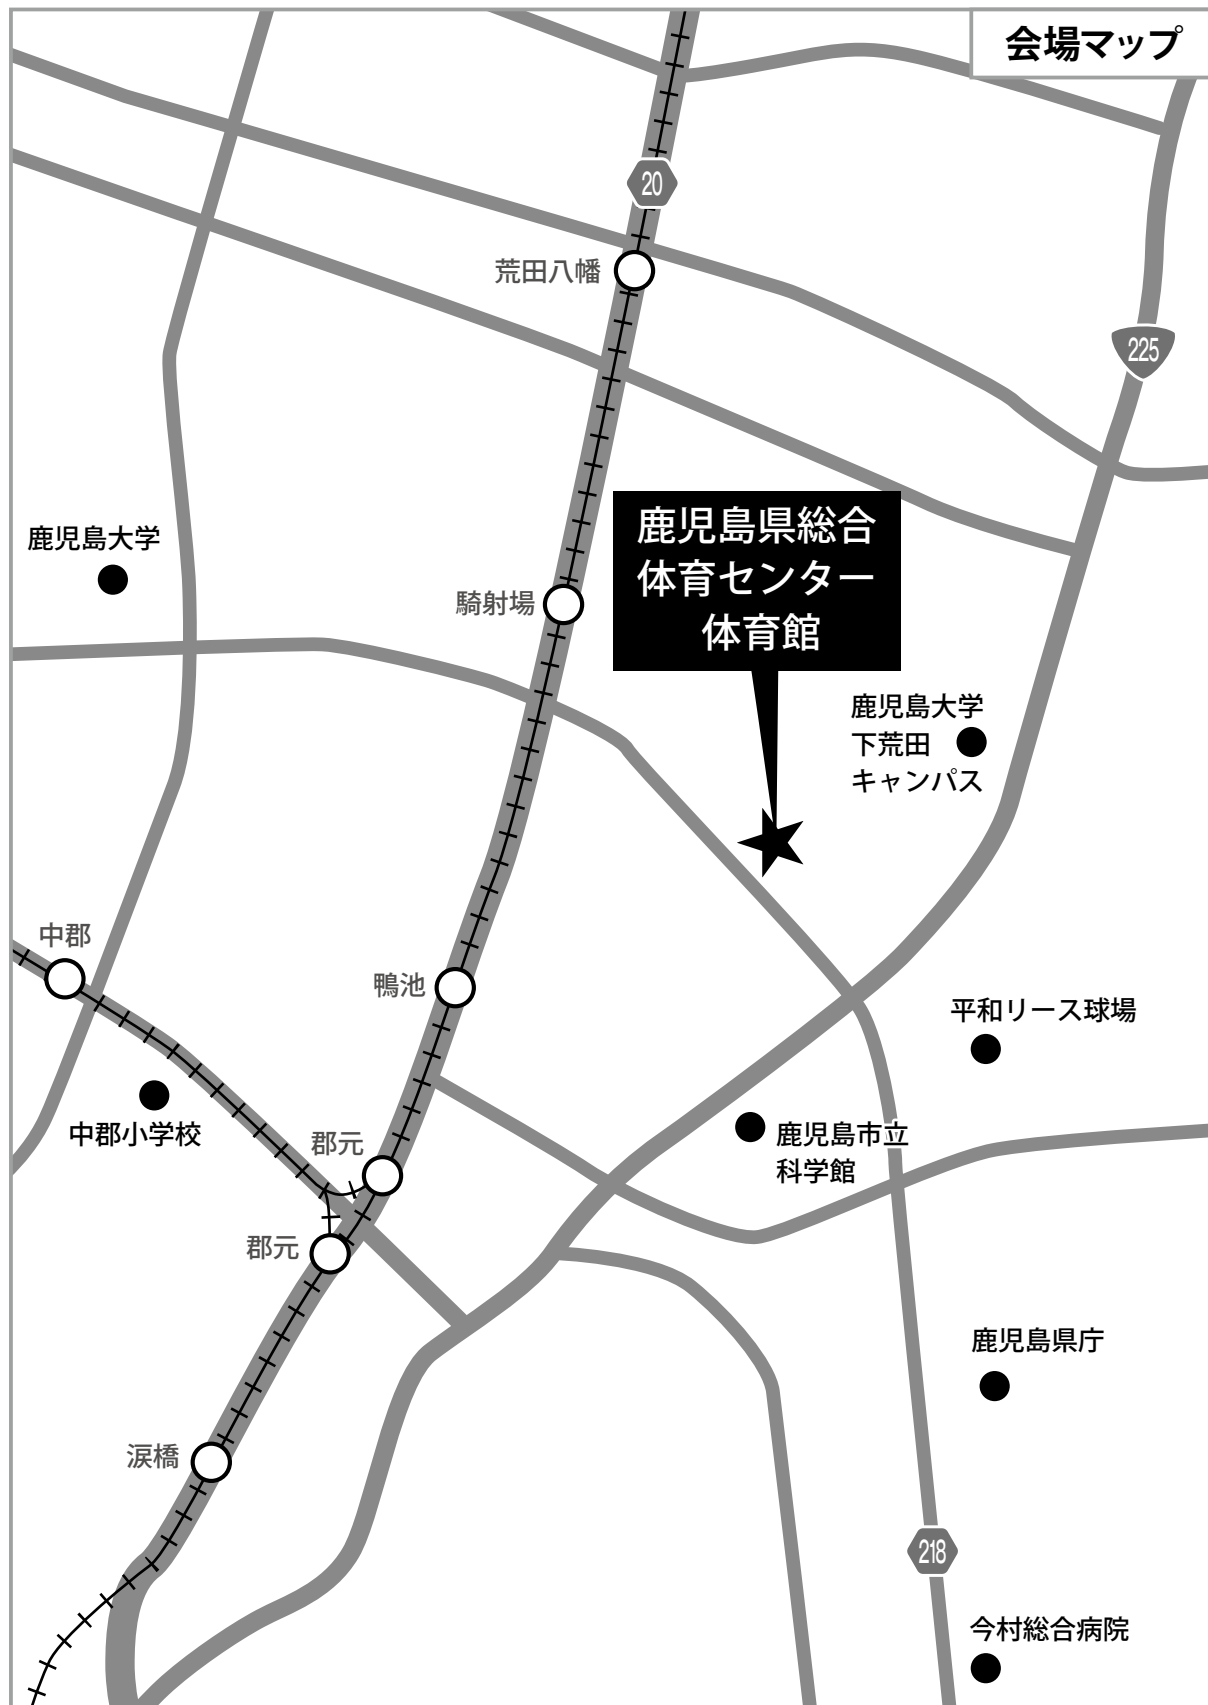 会場マップ
20
荒田八幡
225
鹿児島県総合
体育センター
体育館
鹿児島大学
騎射場
鹿児島大学
下荒田
キャンパス
中郡
鴨池
平和リース球場
中郡小学校
郡元
鹿児島市立
科学館
郡元
鹿児島県庁
涙橋
218
今村総合病院